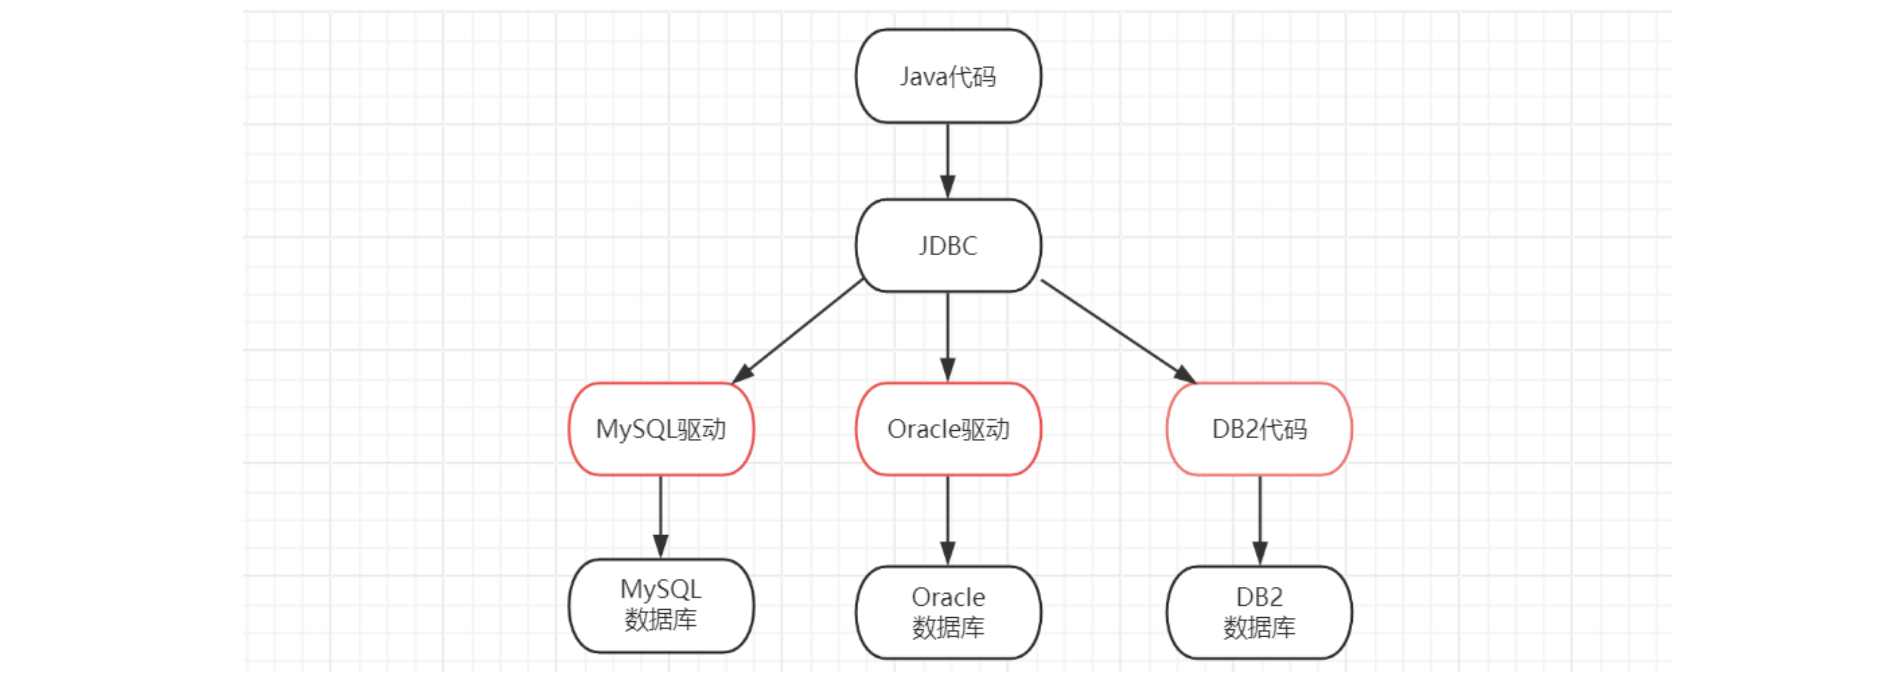 Java代码
JDBC
MySQL驱动
Oracle驱动
DB2代码
MySQL
数据库
Oracle
数据库
DB2
数据库